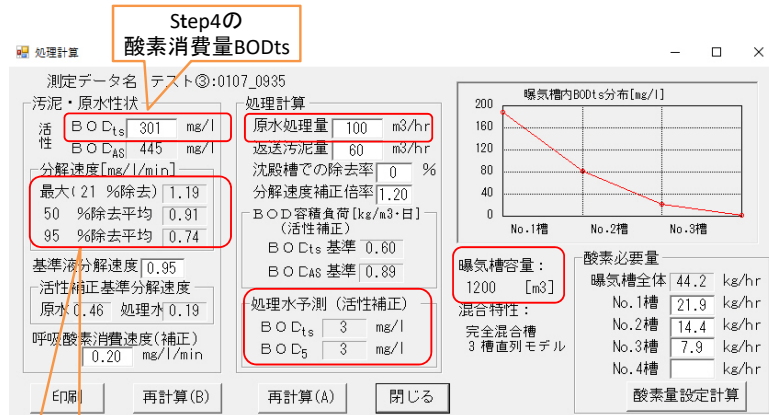 Step4の
酸素消費量BODts
処理計算
測定データ名 テスト③:0107_0935
汚泥・原水性状
活性
ＢＯＤts 301 mg/l
ＢＯＤAS 445 mg/l
分解速度[mg/l/min]
最大(21 %除去) 1.19
50 %除去平均 0.91
95 %除去平均 0.74
基準液分解速度 0.95
活性補正基準分解速度
原水 0.46 処理水 0.19
呼吸酸素消費速度(補正)
0.20 mg/l/min
印刷
再計算(B)
処理計算
原水処理量 100 m3/hr
返送汚泥量 60 m3/hr
沈殿槽での除去率 0 %
分解速度補正倍率 1.20
ＢＯＤ容積負荷[kg/m3・日]
(活性補正)
ＢＯＤts 基準 0.60
ＢＯＤAS 基準 0.89
処理水予測 (活性補正)
ＢＯＤts 3 mg/l
ＢＯＤ5 3 mg/l
再計算(A)
閉じる
曝気槽内BODts分布[mg/l]
200
160
120
80
40
0
No.1槽 No.2槽 No.3槽
曝気槽容量：
1200 [m3]
混合特性：
完全混合槽
3 槽直列モデル
酸素必要量
曝気槽全体 44.2 kg/hr
No.1槽 21.9 kg/hr
No.2槽 14.4 kg/hr
No.3槽 7.9 kg/hr
No.4槽 kg/hr
酸素量設定計算